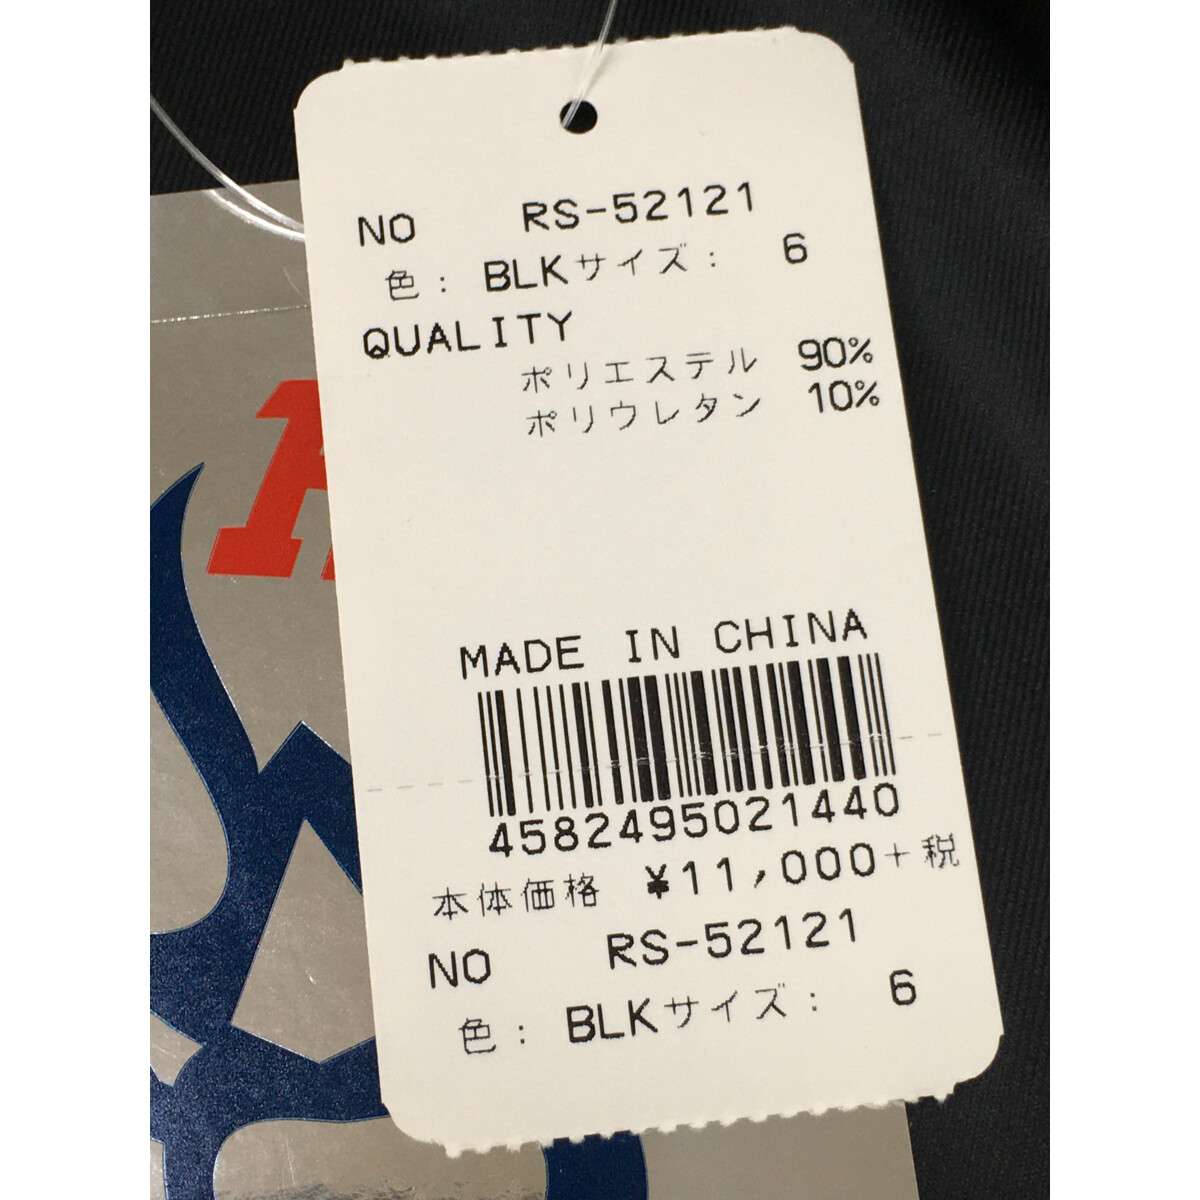 NO RS-52121
色: BLKサイズ: 6
QUALITY
ポリエステル 90%
ポリウレタン 10%
MADE IN CHINA
4582495021440
本体価格 ¥11,000+税
NO RS-52121
色: BLKサイズ: 6